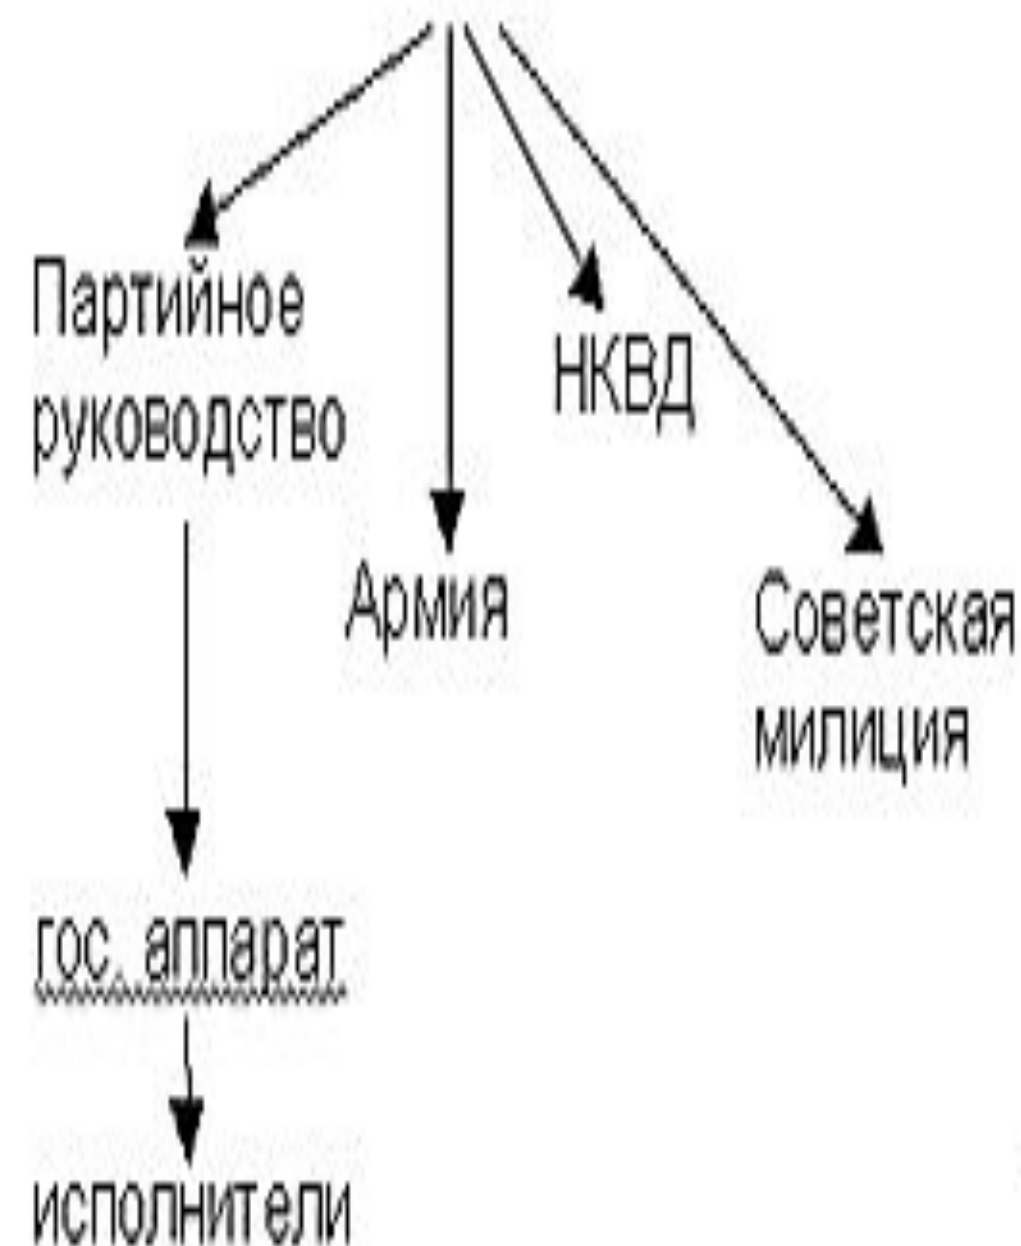 Партийное
руководство
НКВД
Армия
Советская
милиция
гос. аппарат
исполнители